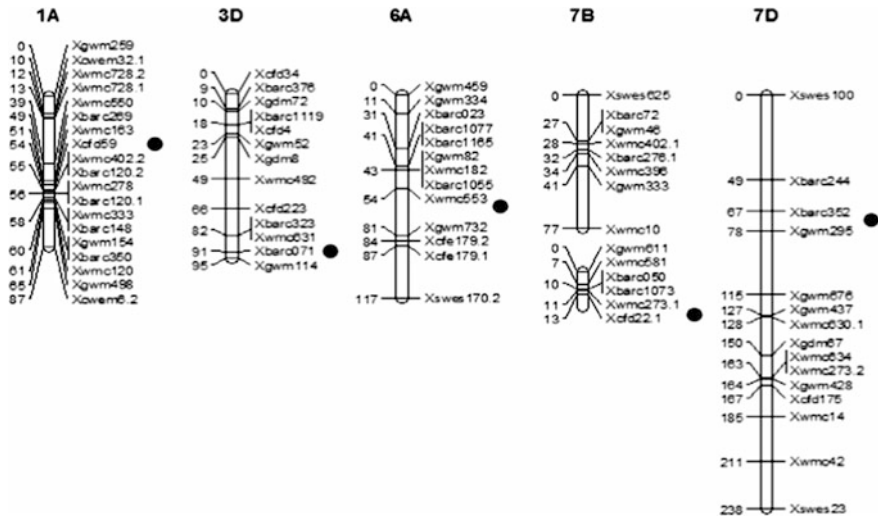 1A
3D
6A
7B
7D
0 Xgwm259
10 Xcwem32.1
12 Xwmc728.2
13 Xwmc728.1
39 Xwmc550
49 Xbarc269
51 Xwmc163
54 Xcfd59
55 Xwmc402.2
Xbarc120.2
56 Xwmc278
Xbarc120.1
58 Xwmc333
Xbarc148
Xgwm154
60 Xbarc350
61 Xwmc120
65 Xgwm498
87 Xcwem6.2
0 Xcfd34
9 Xbarc376
10 Xgdm72
18 Xbarc1119
Xcfd4
23 Xgwm52
25 Xgdm8
49 Xwmc492
66 Xcfd223
82 Xbarc323
Xwmc631
91 Xbarc071
95 Xgwm114
0 Xgwm459
11 Xgwm334
31 Xbarc023
41 Xbarc1077
Xbarc1165
43 Xgwm82
Xwmc182
Xbarc1055
54 Xwmc553
81 Xgwm732
84 Xcfe179.2
87 Xcfe179.1
117 Xswes170.2
0 Xswes625
27 Xbarc72
Xgwm46
28 Xwmc402.1
32 Xbarc276.1
34 Xwmc396
41 Xgwm333
77 Xwmc10
0 Xgwm611
7 Xwmc581
10 Xbarc050
Xbarc1073
11 Xwmc273.1
13 Xcfd22.1
0 Xswes100
49 Xbarc244
67 Xbarc352
78 Xgwm295
115 Xgwm676
127 Xgwm437
128 Xwmc630.1
150 Xgdm67
163 Xwmc634
Xwmc273.2
164 Xgwm428
167 Xcfd175
185 Xwmc14
211 Xwmc42
238 Xswes23